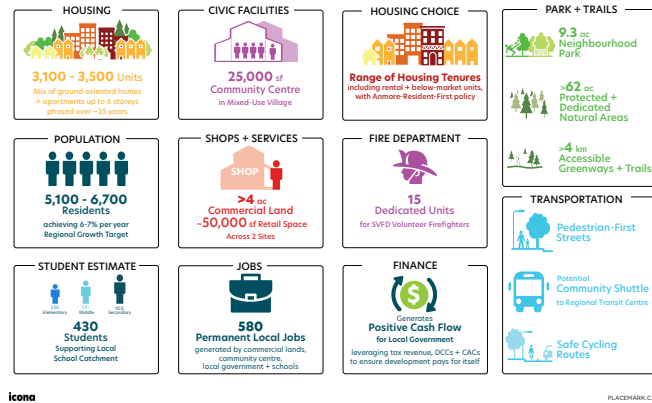 HOUSING
3,100 - 3,500 Units
Mix of ground-oriented homes
+ apartments up to 6 storeys
phased over ~25 years
CIVIC FACILITIES
25,000 sf
Community Centre
in Mixed-Use Village
HOUSING CHOICE
Range of Housing Tenures
including rental + below-market units,
with Anmore-Resident-First policy
PARK + TRAILS
9.3 ac
Neighbourhood
Park
>62 ac
Protected +
Dedicated
Natural Areas
>4 km
Accessible
Greenways + Trails
POPULATION
5,100 - 6,700
Residents
achieving 6-7% per year
Regional Growth Target
SHOPS + SERVICES
SHOP
>4 ac
Commercial Land
~50,000 sf Retail Space
Across 2 Sites
FIRE DEPARTMENT
15
Dedicated Units
for SVFD Volunteer Firefighters
TRANSPORTATION
Pedestrian-First
Streets
Potential
Community Shuttle
to Regional Transit Centre
Safe Cycling
Routes
STUDENT ESTIMATE
Elementary
Middle
100
Secondary
430
Students
Supporting Local
School Catchment
JOBS
580
Permanent Local Jobs
generated by commercial lands,
community centre,
local government + schools
FINANCE
$
Generates
Positive Cash Flow
for Local Government
leveraging tax revenue, DCCs + CACs
to ensure development pays for itself
icona